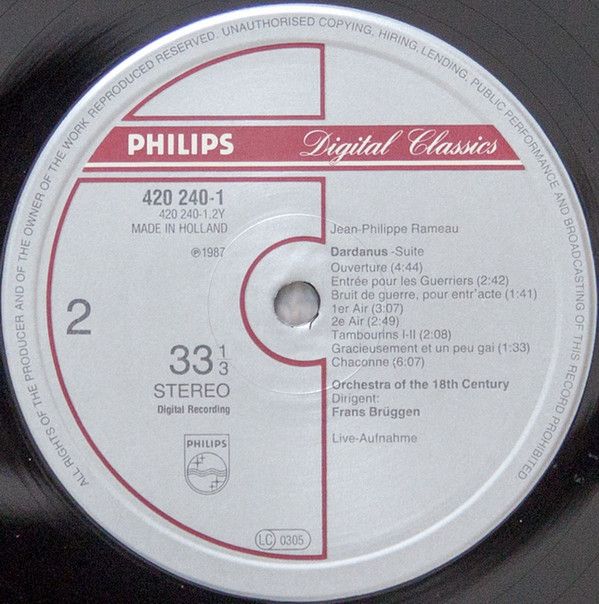 ALL RIGHTS OF THE PRODUCER AND OF THE OWNER OF THE WORK REPRODUCED RESERVED. UNAUTHORISED COPYING, HIRING, LENDING, PUBLIC PERFORMANCE AND BROADCASTING OF THIS RECORD PROHIBITED
PHILIPS Digital Classics
420 240-1
420 240-1.2Y
MADE IN HOLLAND
℗1987
2
33 1/3
STEREO
Digital Recording
PHILIPS
Jean-Philippe Rameau
Dardanus -Suite
Ouverture (4:44)
Entrée pour les Guerriers (2:42)
Bruit de guerre, pour entr'acte (1:41)
1er Air (3:07)
2e Air (2:49)
Tambourins I-II (2:08)
Gracieusement et un peu gai (1:33)
Chaconne (6:07)
Orchestra of the 18th Century
Dirigent:
Frans Brüggen
Live-Aufnahme
LC 0305